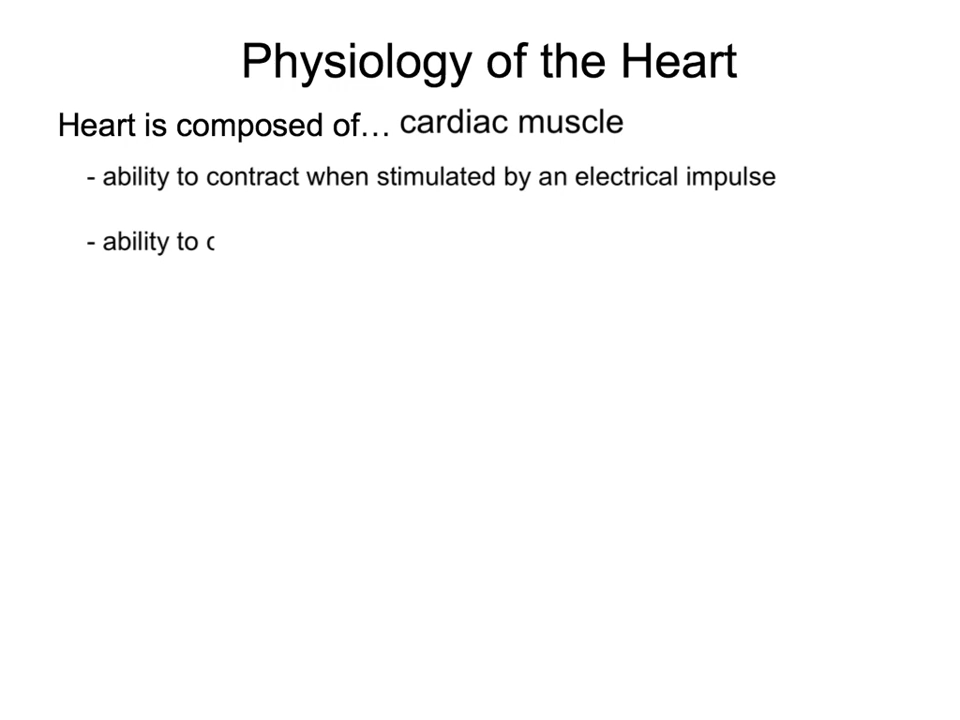 Physiology of the Heart
Heart is composed of… cardiac muscle
- ability to contract when stimulated by an electrical impulse
- ability to